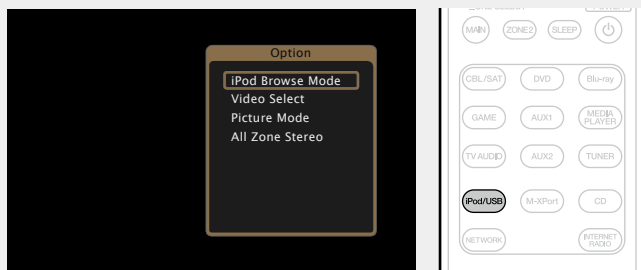 Option
iPod Browse Mode
Video Select
Picture Mode
All Zone Stereo
MAIN ZONE2 SLEEP
CBL/SAT DVD Blu-ray
GAME AUX1 MEDIA PLAYER
TV AUDIO AUX2 TUNER
iPod/USB M-XPort CD
NETWORK INTERNET RADIO